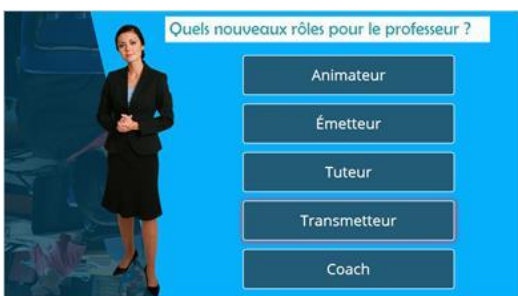 Quels nouveaux rôles pour le professeur ?
Animateur
Émetteur
Tuteur
Transmetteur
Coach